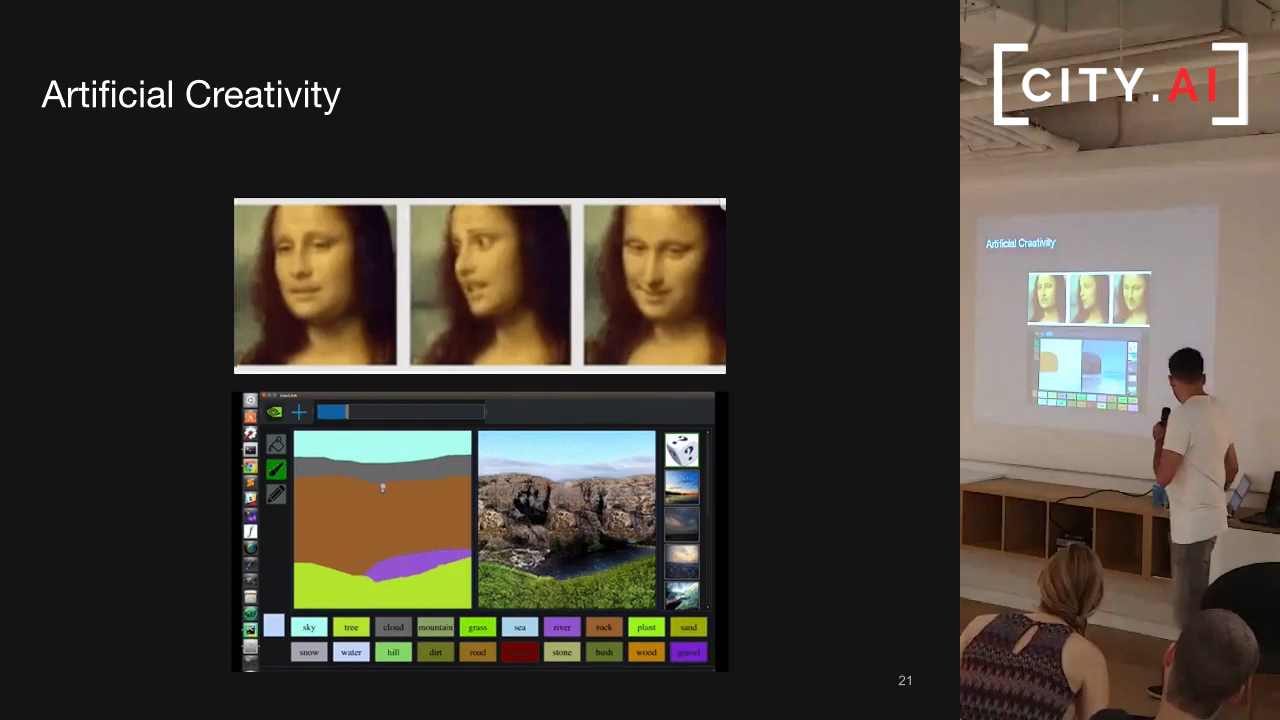 Artificial Creativity
[CITY.AI]
Artificial Creativity
GauGAN
sky tree cloud mountain grass sea river rock plant sand
snow water hill dirt road stone bush wood gravel
21